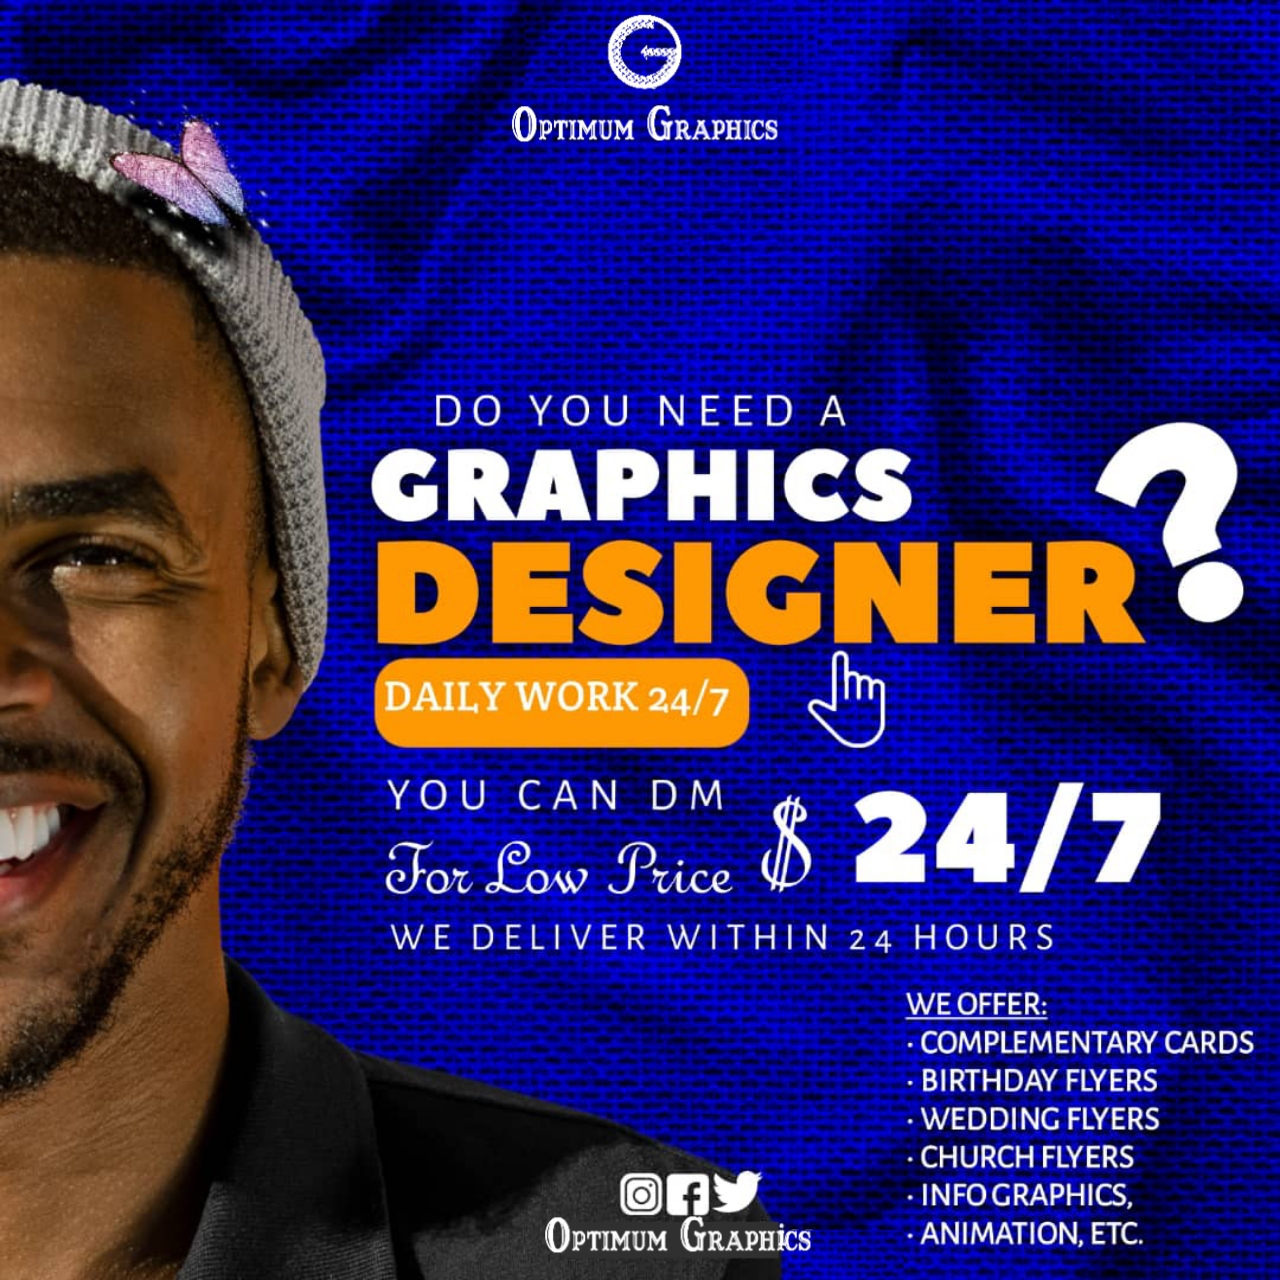 OPTIMUM GRAPHICS
DO YOU NEED A
GRAPHICS
DESIGNER?
DAILY WORK 24/7
YOU CAN DM
For Low Price $ 24/7
WE DELIVER WITHIN 24 HOURS
WE OFFER:
· COMPLEMENTARY CARDS
· BIRTHDAY FLYERS
· WEDDING FLYERS
· CHURCH FLYERS
· INFO GRAPHICS,
· ANIMATION, ETC.
OPTIMUM GRAPHiCS